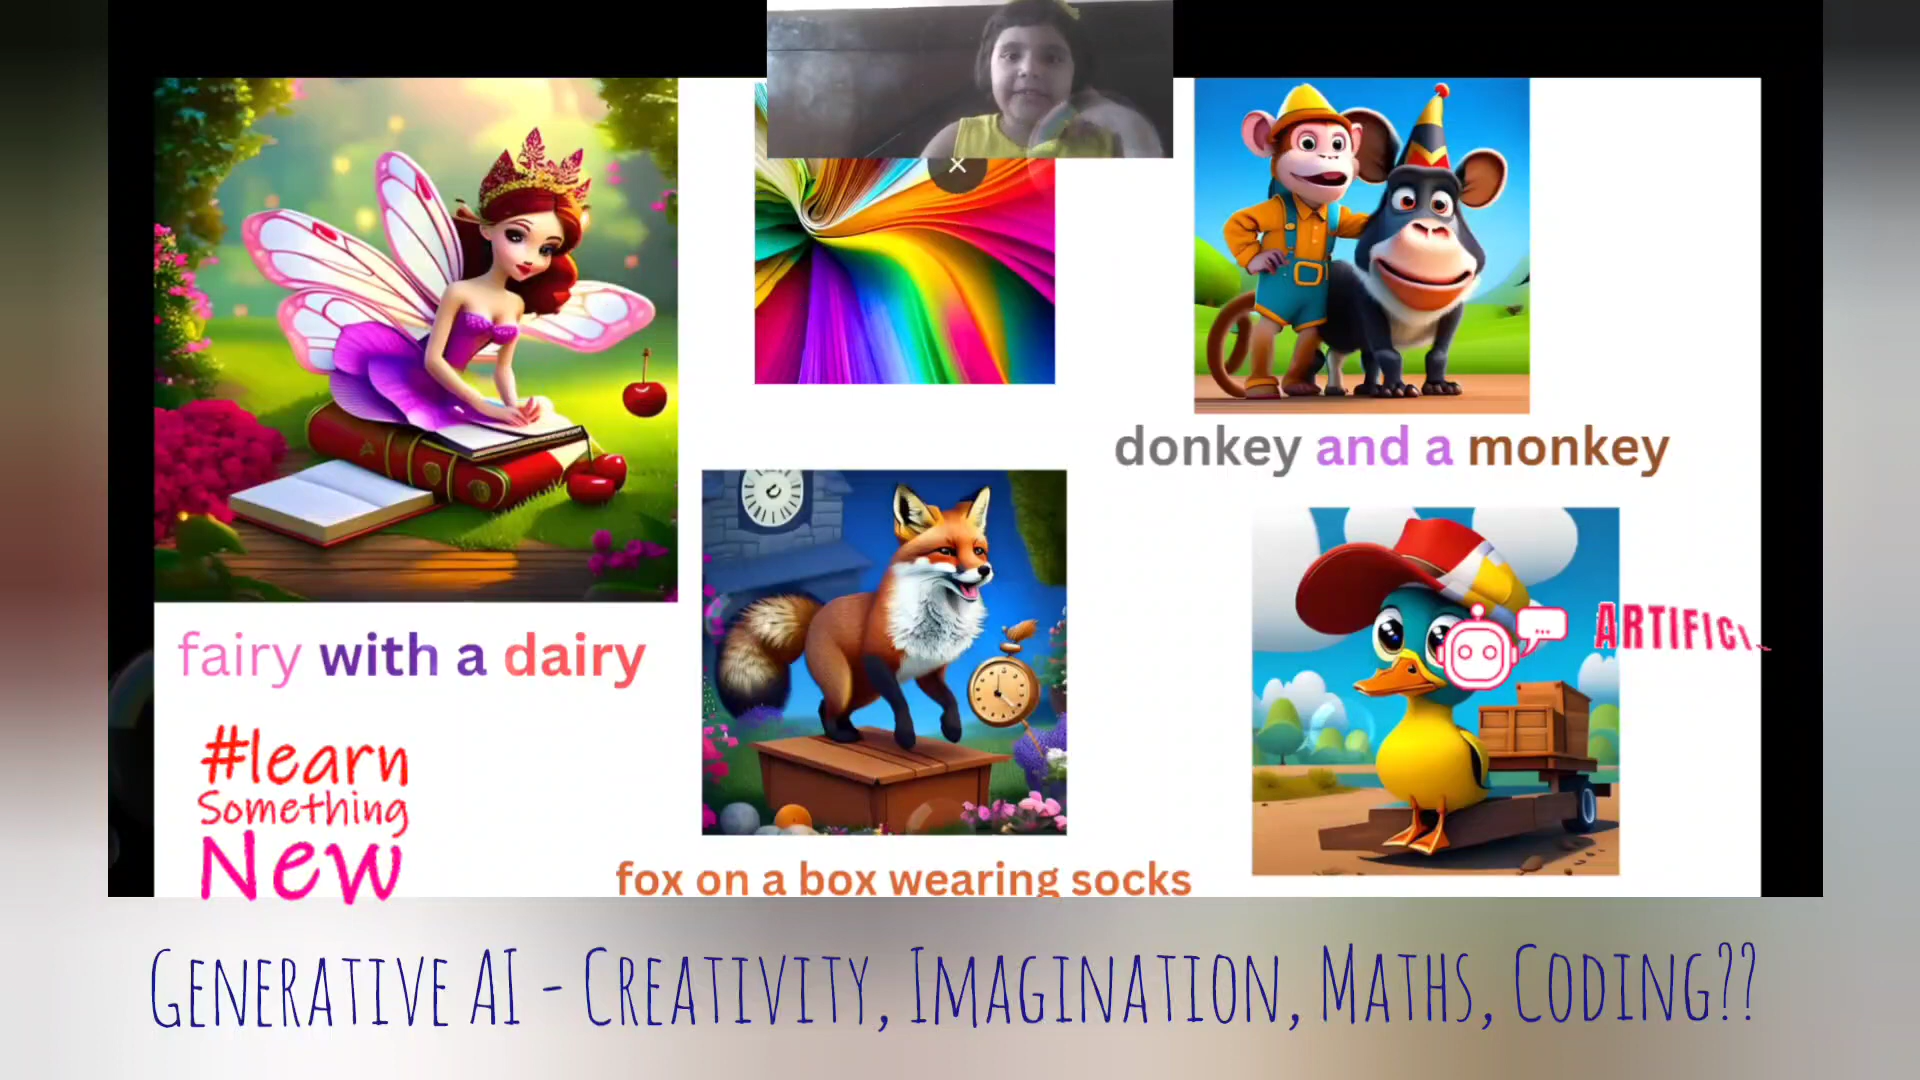 donkey and a monkey
fairy with a dairy
#learn
Something
New
fox on a box wearing socks
GENERATIVE AI - CREATIVITY, IMAGINATION, MATHS, CODING??